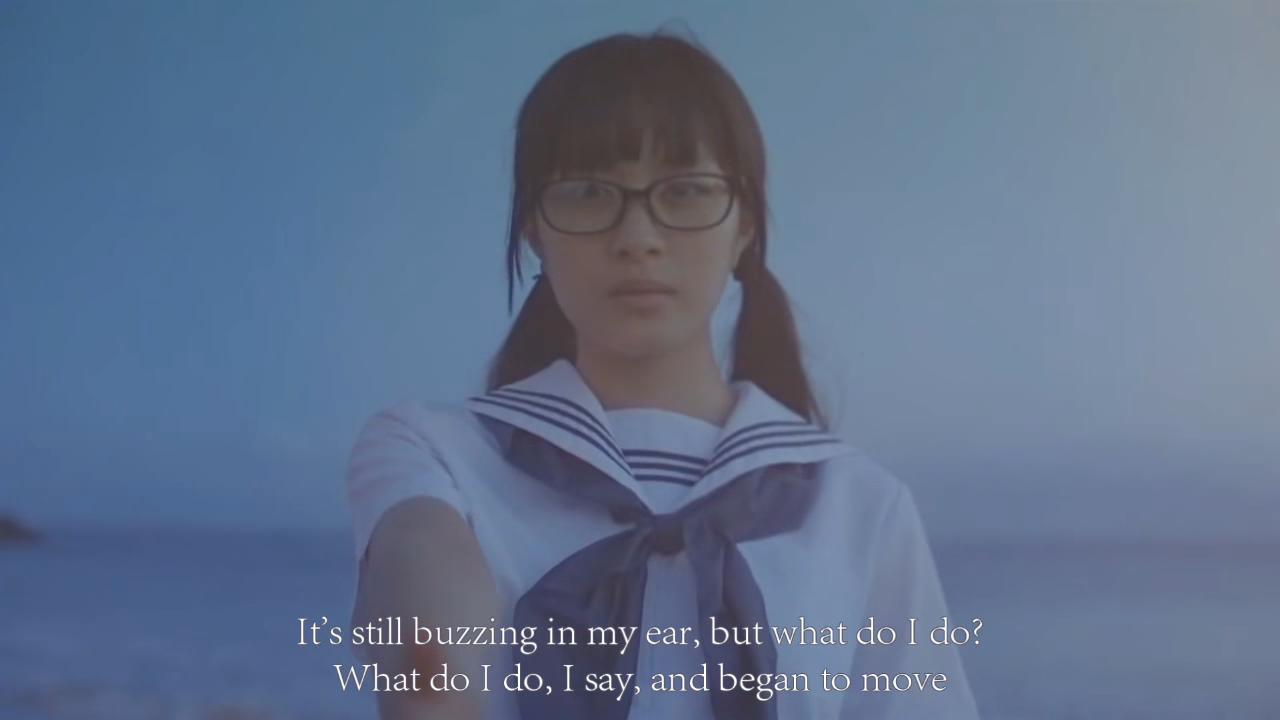 It's still buzzing in my ear, but what do I do?
What do I do, I say, and began to move